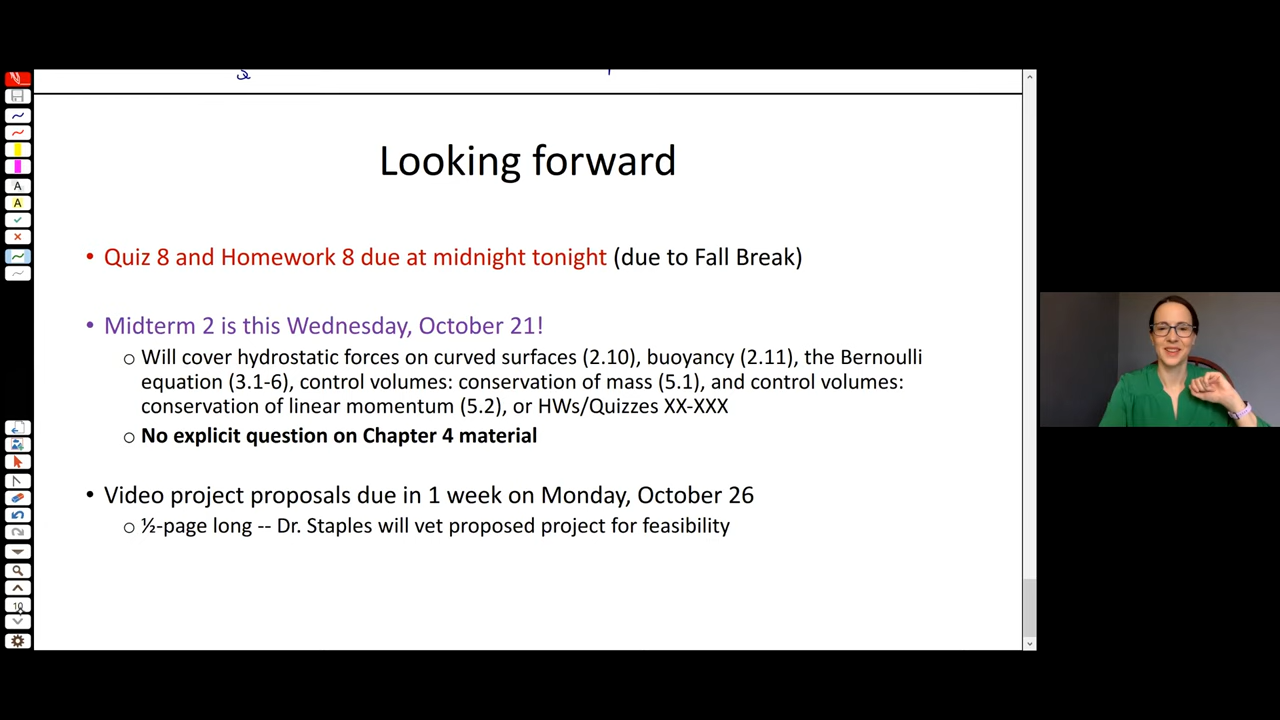 Looking forward
• Quiz 8 and Homework 8 due at midnight tonight (due to Fall Break)
• Midterm 2 is this Wednesday, October 21!
o Will cover hydrostatic forces on curved surfaces (2.10), buoyancy (2.11), the Bernoulli
equation (3.1-6), control volumes: conservation of mass (5.1), and control volumes:
conservation of linear momentum (5.2), or HWs/Quizzes XX-XXX
o No explicit question on Chapter 4 material
• Video project proposals due in 1 week on Monday, October 26
o ½-page long -- Dr. Staples will vet proposed project for feasibility
A
A
10